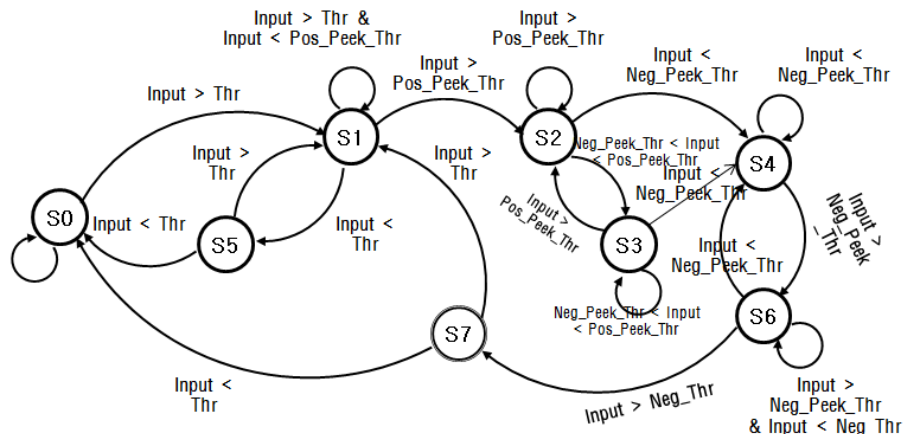 Input > Thr &
Input < Pos_Peek_Thr
Input >
Pos_Peek_Thr
Input >
Pos_Peek_Thr
Input <
Neg_Peek_Thr
Input <
Neg_Peek_Thr
Input > Thr
S1
S2
S4
Neg_Peek_Thr < Input
< Pos_Peek_Thr
Input >
Thr
Input >
Thr
Input <
Neg_Peek_Thr
S0
Input < Thr
S5
Input <
Thr
Input >
Pos_Peek_Thr
S3
Input >
Neg_Peek
_Thr
Input <
Neg_Peek_Thr
Neg_Peek_Thr < Input
< Pos_Peek_Thr
S6
S7
Input <
Thr
Input > Neg_Thr
Input >
Neg_Peek_Thr
& Input < Neg_Thr